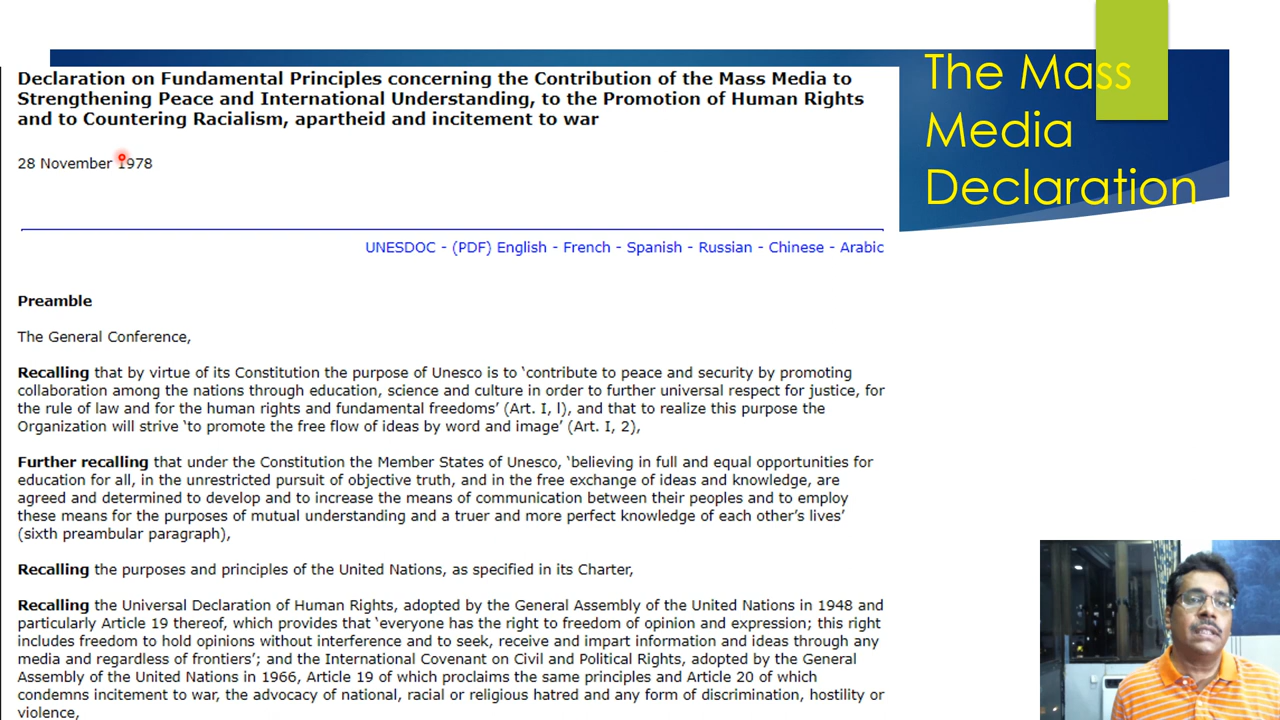 Declaration on Fundamental Principles concerning the Contribution of the Mass Media to
Strengthening Peace and International Understanding, to the Promotion of Human Rights
and to Countering Racialism, apartheid and incitement to war
28 November 1978
UNESDOC - (PDF) English - French - Spanish - Russian - Chinese - Arabic
Preamble
The General Conference,
Recalling that by virtue of its Constitution the purpose of Unesco is to ‘contribute to peace and security by promoting
collaboration among the nations through education, science and culture in order to further universal respect for justice, for
the rule of law and for the human rights and fundamental freedoms’ (Art. I, l), and that to realize this purpose the
Organization will strive ‘to promote the free flow of ideas by word and image’ (Art. I, 2),
Further recalling that under the Constitution the Member States of Unesco, ‘believing in full and equal opportunities for
education for all, in the unrestricted pursuit of objective truth, and in the free exchange of ideas and knowledge, are
agreed and determined to develop and to increase the means of communication between their peoples and to employ
these means for the purposes of mutual understanding and a truer and more perfect knowledge of each other’s lives’
(sixth preambular paragraph),
Recalling the purposes and principles of the United Nations, as specified in its Charter,
Recalling the Universal Declaration of Human Rights, adopted by the General Assembly of the United Nations in 1948 and
particularly Article 19 thereof, which provides that ‘everyone has the right to freedom of opinion and expression; this right
includes freedom to hold opinions without interference and to seek, receive and impart information and ideas through any
media and regardless of frontiers’; and the International Covenant on Civil and Political Rights, adopted by the General
Assembly of the United Nations in 1966, Article 19 of which proclaims the same principles and Article 20 of which
condemns incitement to war, the advocacy of national, racial or religious hatred and any form of discrimination, hostility or
violence,
The Mass
Media
Declaration